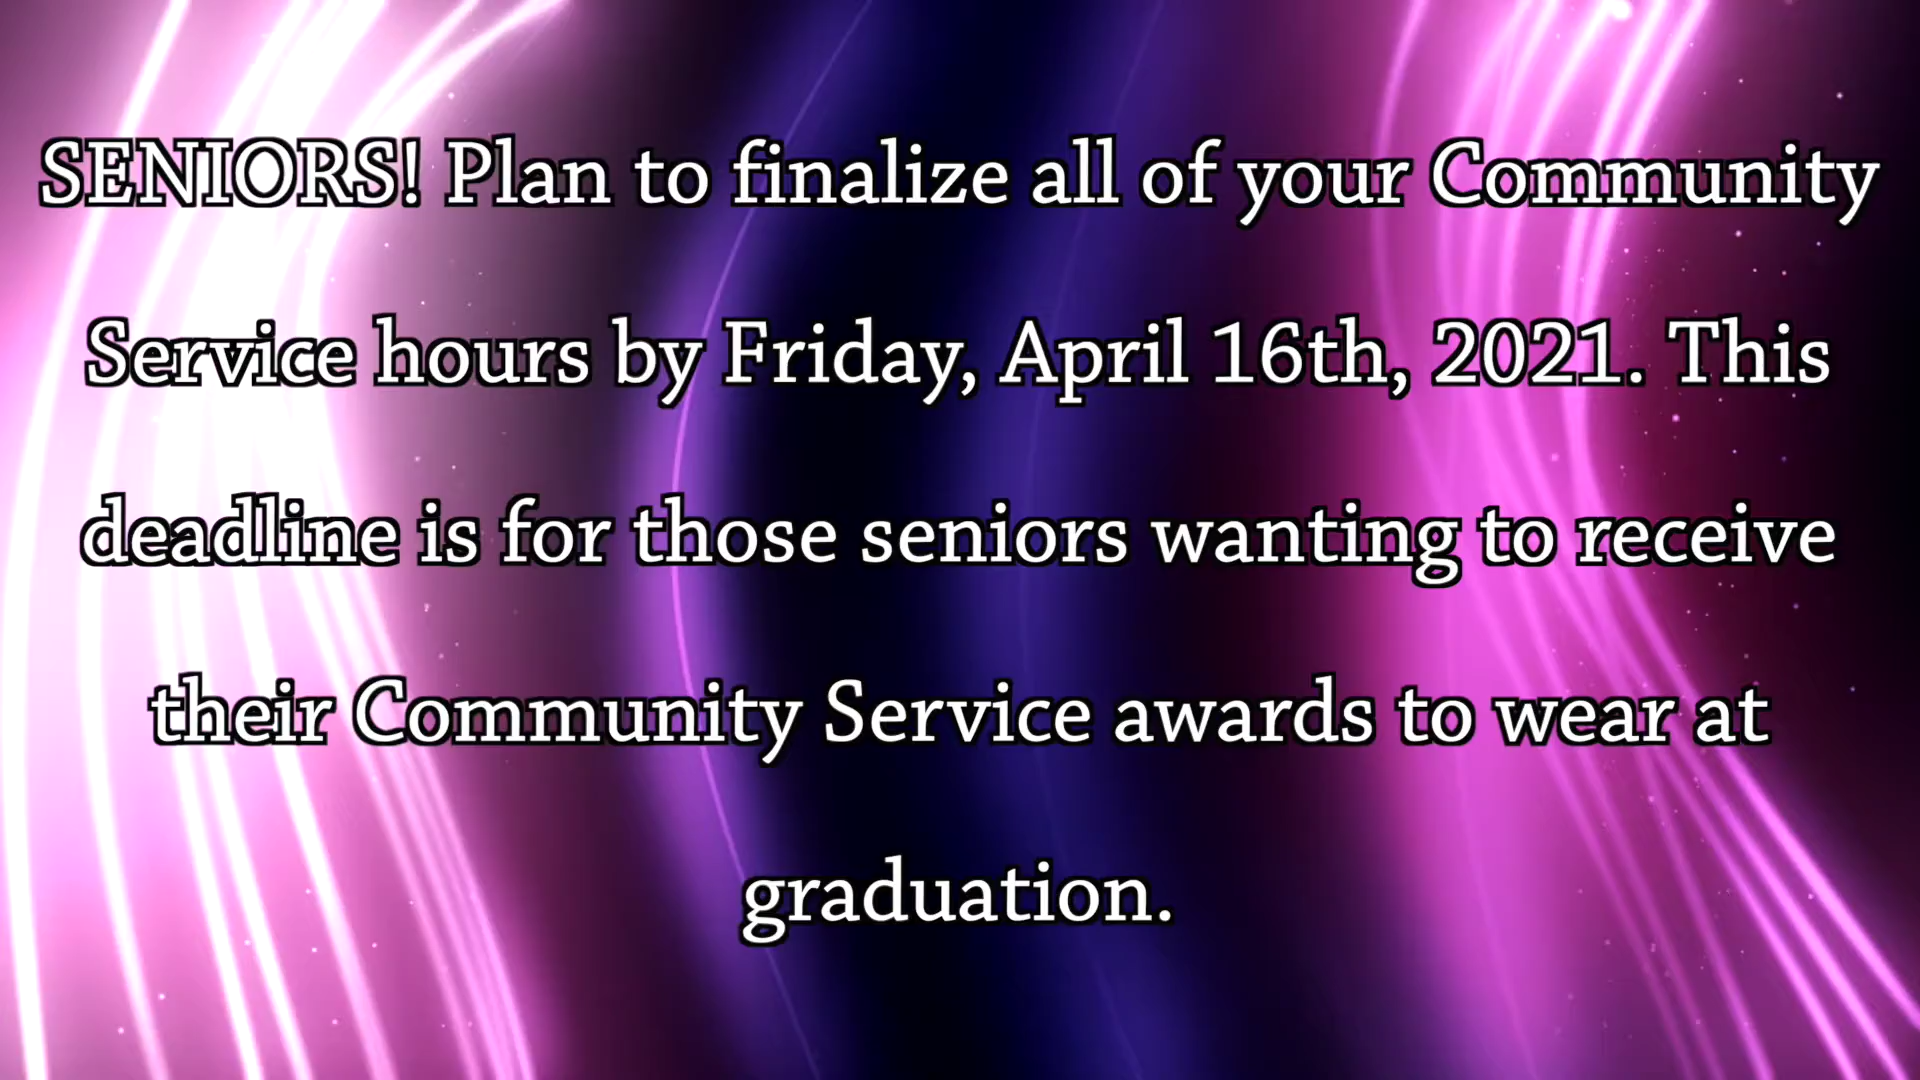 SENIORS! Plan to finalize all of your Community
Service hours by Friday, April 16th, 2021. This
deadline is for those seniors wanting to receive
their Community Service awards to wear at
graduation.